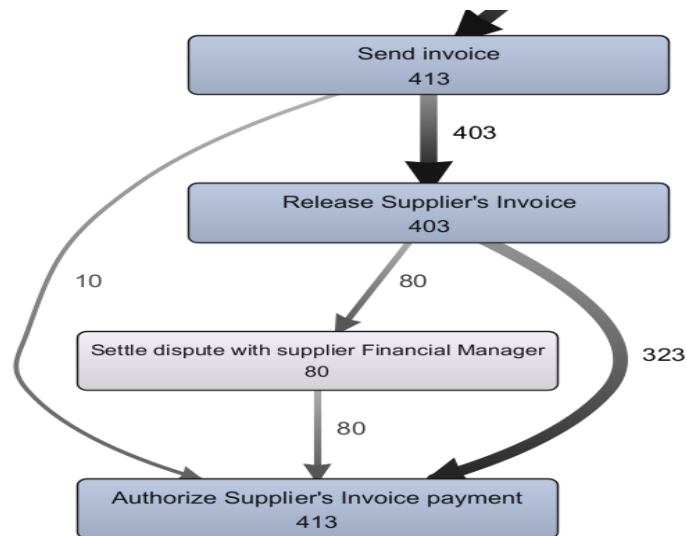 Send invoice
413
403
Release Supplier's Invoice
403
10
80
323
Settle dispute with supplier Financial Manager
80
80
Authorize Supplier's Invoice payment
413